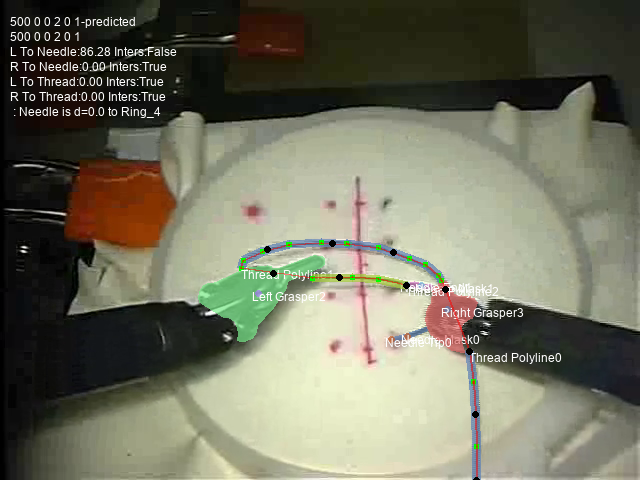 500 0 0 2 0 1-predicted
500 0 0 2 0 1
L To Needle:86.28 Inters:False
R To Needle:0.00 Inters:True
L To Thread:0.00 Inters:True
R To Thread:0.00 Inters:True
: Needle is d=0.0 to Ring_4
Thread Polyline1
Left Grasper2
Right Grasper3
Thread Polyline0